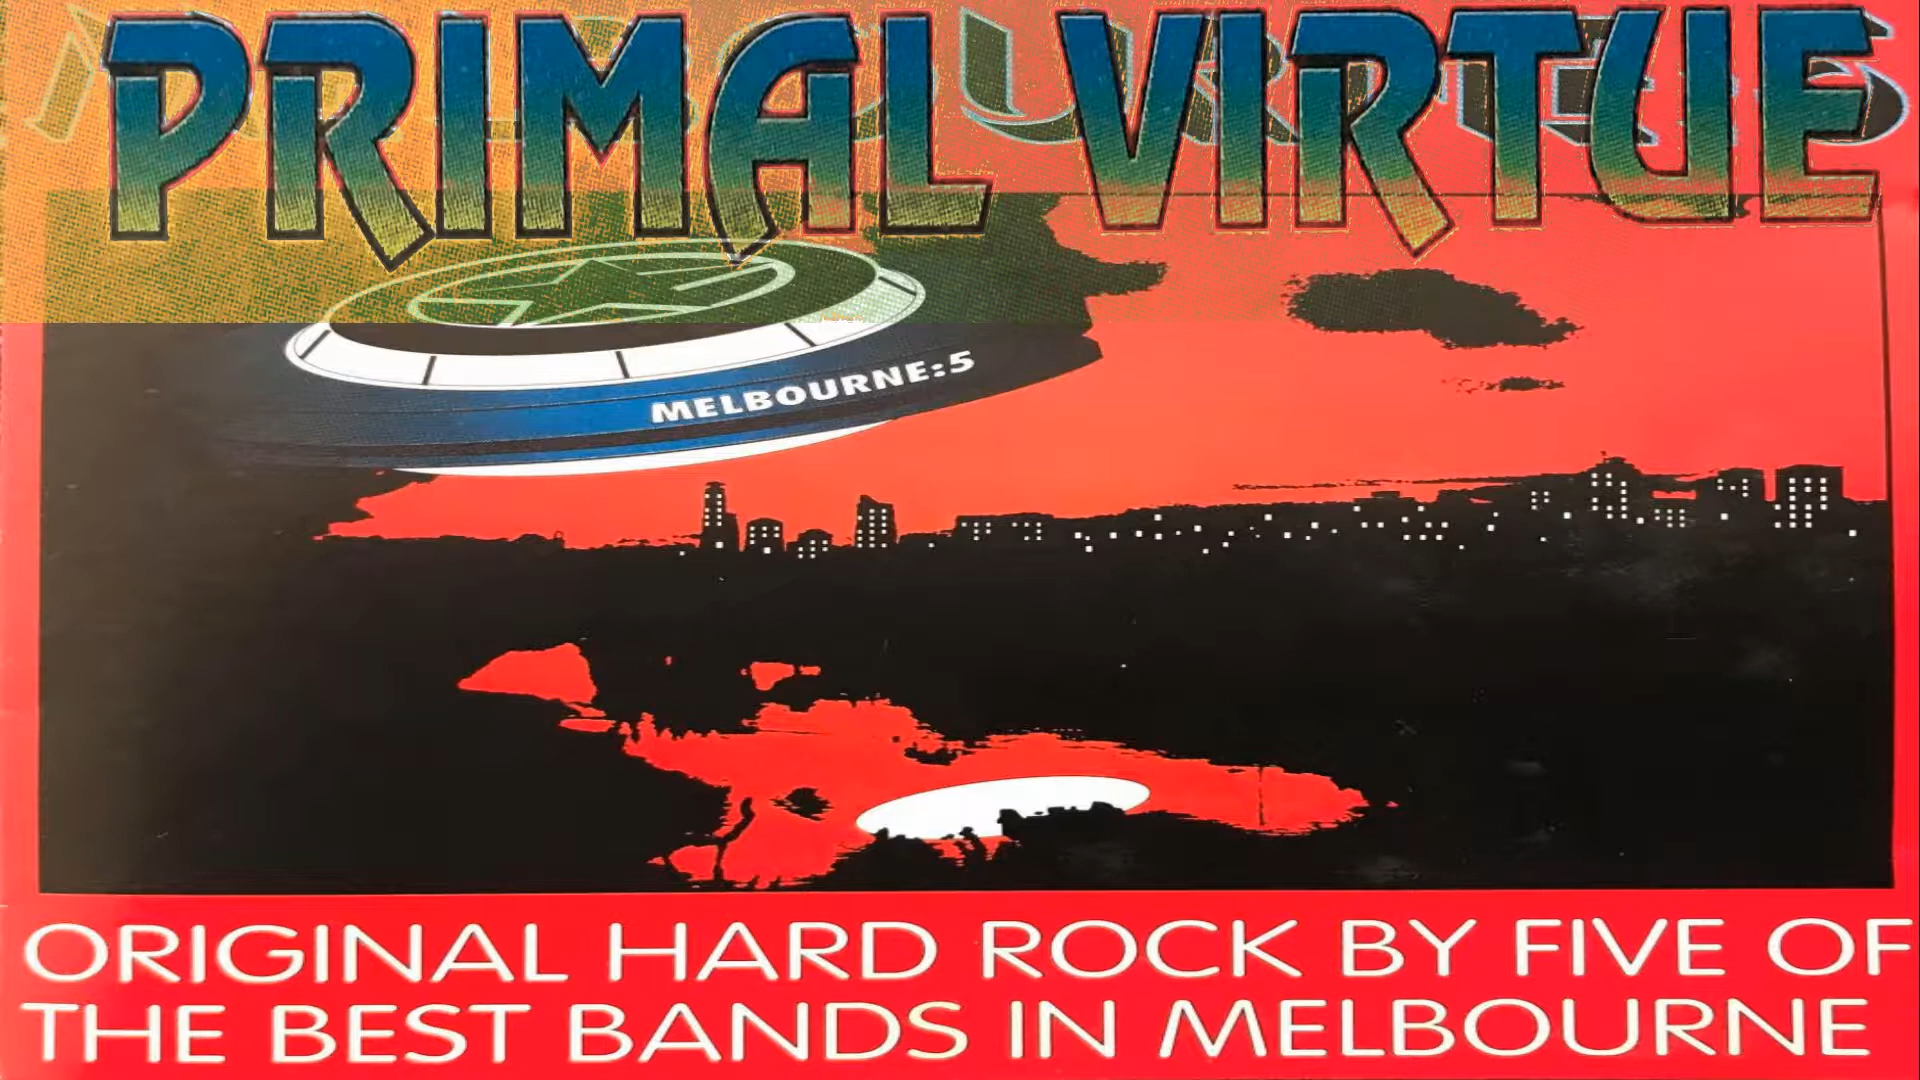 PRIMAL VIRTUE
MELBOURNE:5
ORIGINAL HARD ROCK BY FIVE OF
THE BEST BANDS IN MELBOURNE